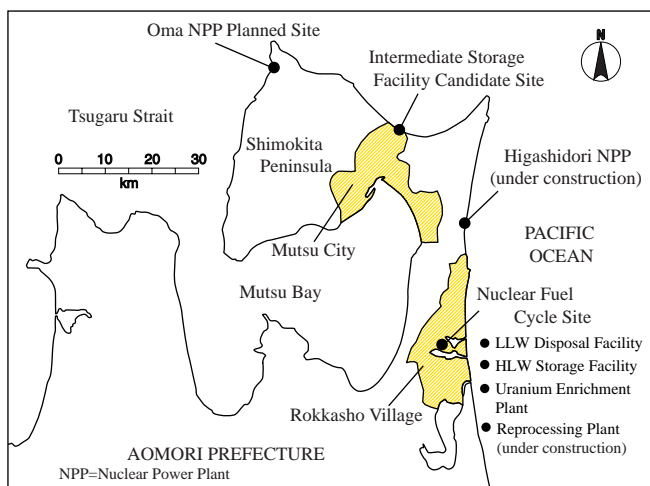 Oma NPP Planned Site
Intermediate Storage
Facility Candidate Site
N
Tsugaru Strait
0 10 20 30
km
Shimokita
Peninsula
Higashidori NPP
(under construction)
Mutsu City
PACIFIC
OCEAN
Mutsu Bay
Nuclear Fuel
Cycle Site
LLW Disposal Facility
HLW Storage Facility
Uranium Enrichment
Plant
Reprocessing Plant
(under construction)
Rokkasho Village
AOMORI PREFECTURE
NPP=Nuclear Power Plant